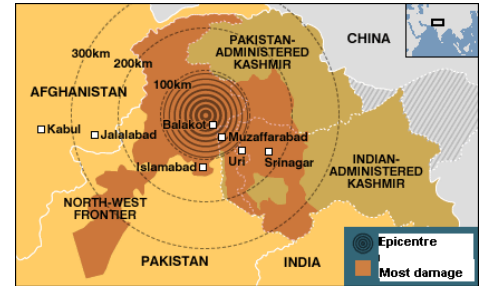 300km
200km
100km
PAKISTAN-
ADMINISTERED
KASHMIR
CHINA
AFGHANISTAN
Kabul
Jalalabad
Balakot
Muzaffarabad
Uri
Srinagar
Islamabad
INDIAN-
ADMINISTERED
KASHMIR
NORTH-WEST
FRONTIER
PAKISTAN
INDIA
Epicentre
Most damage